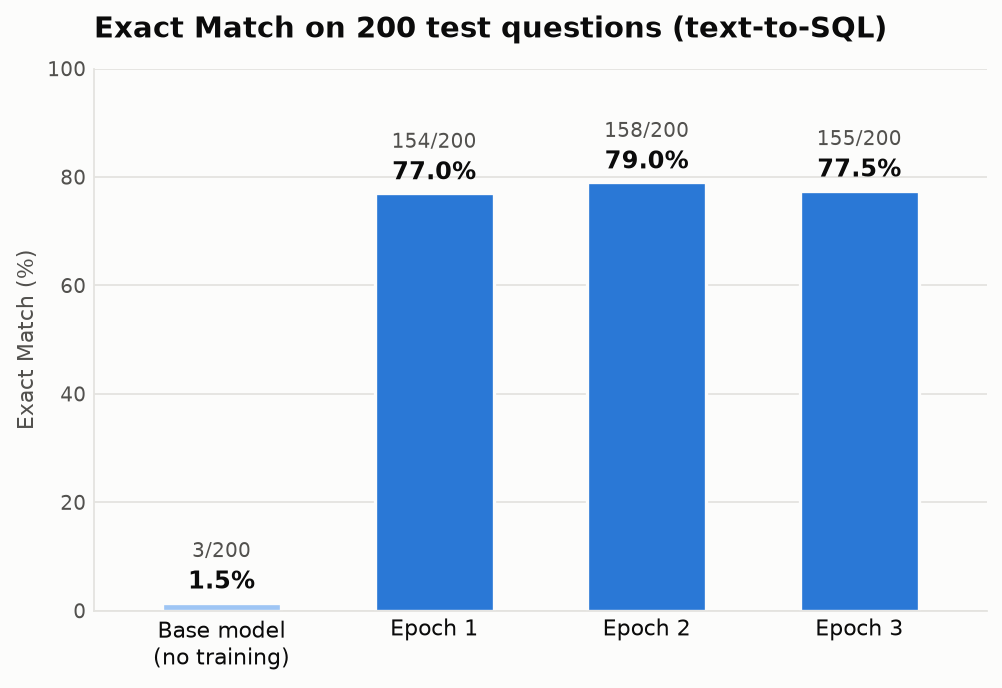 Exact Match on 200 test questions (text-to-SQL)
Exact Match (%)
100
80
60
40
20
0
3/200
1.5%
154/200
77.0%
158/200
79.0%
155/200
77.5%
Base model
(no training)
Epoch 1
Epoch 2
Epoch 3